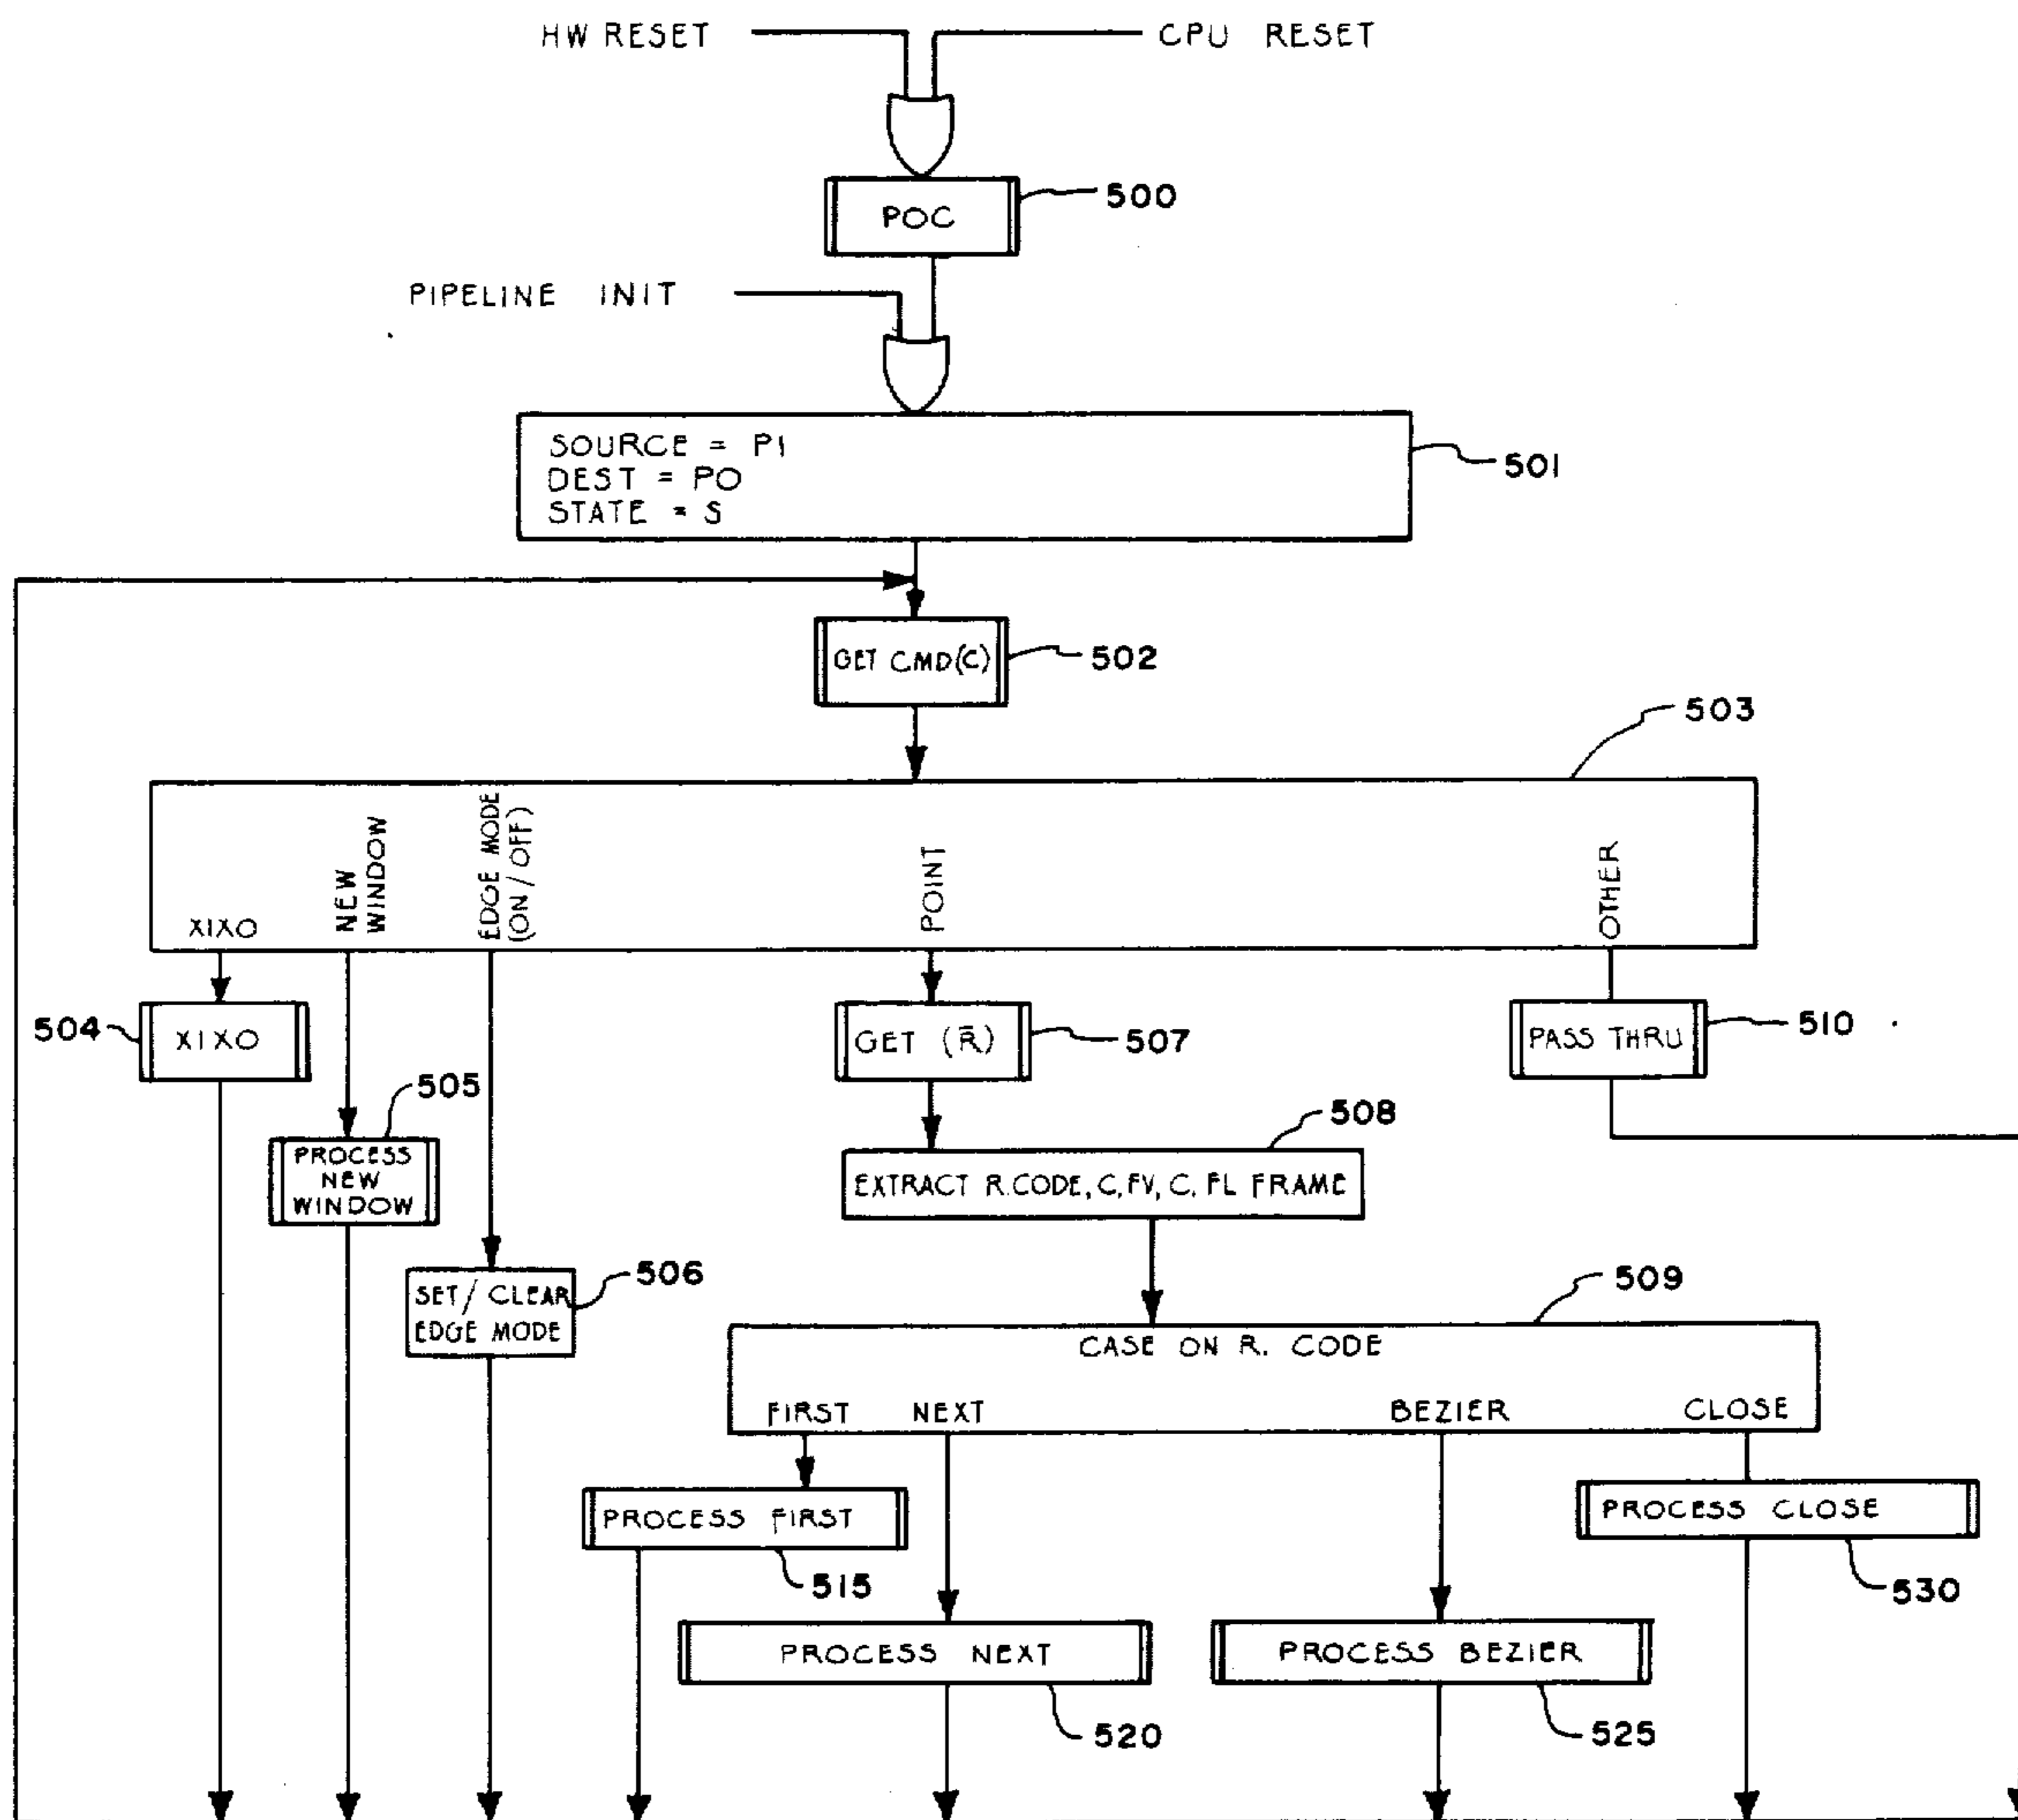 HW RESET
CPU RESET
POC
500
PIPELINE INIT
SOURCE = PI
DEST = PO
STATE = S
501
GET CMD(C)
502
503
XIXO
NEW
WINDOW
EDGE MODE
(ON/OFF)
POINT
OTHER
504
XIXO
GET (R̄)
507
PASS THRU
510
505
PROCESS
NEW
WINDOW
508
EXTRACT R.CODE, C, FV, C. FL FRAME
506
SET/CLEAR
EDGE MODE
509
CASE ON R. CODE
FIRST
NEXT
BEZIER
CLOSE
PROCESS FIRST
515
PROCESS CLOSE
530
PROCESS NEXT
520
PROCESS BEZIER
525